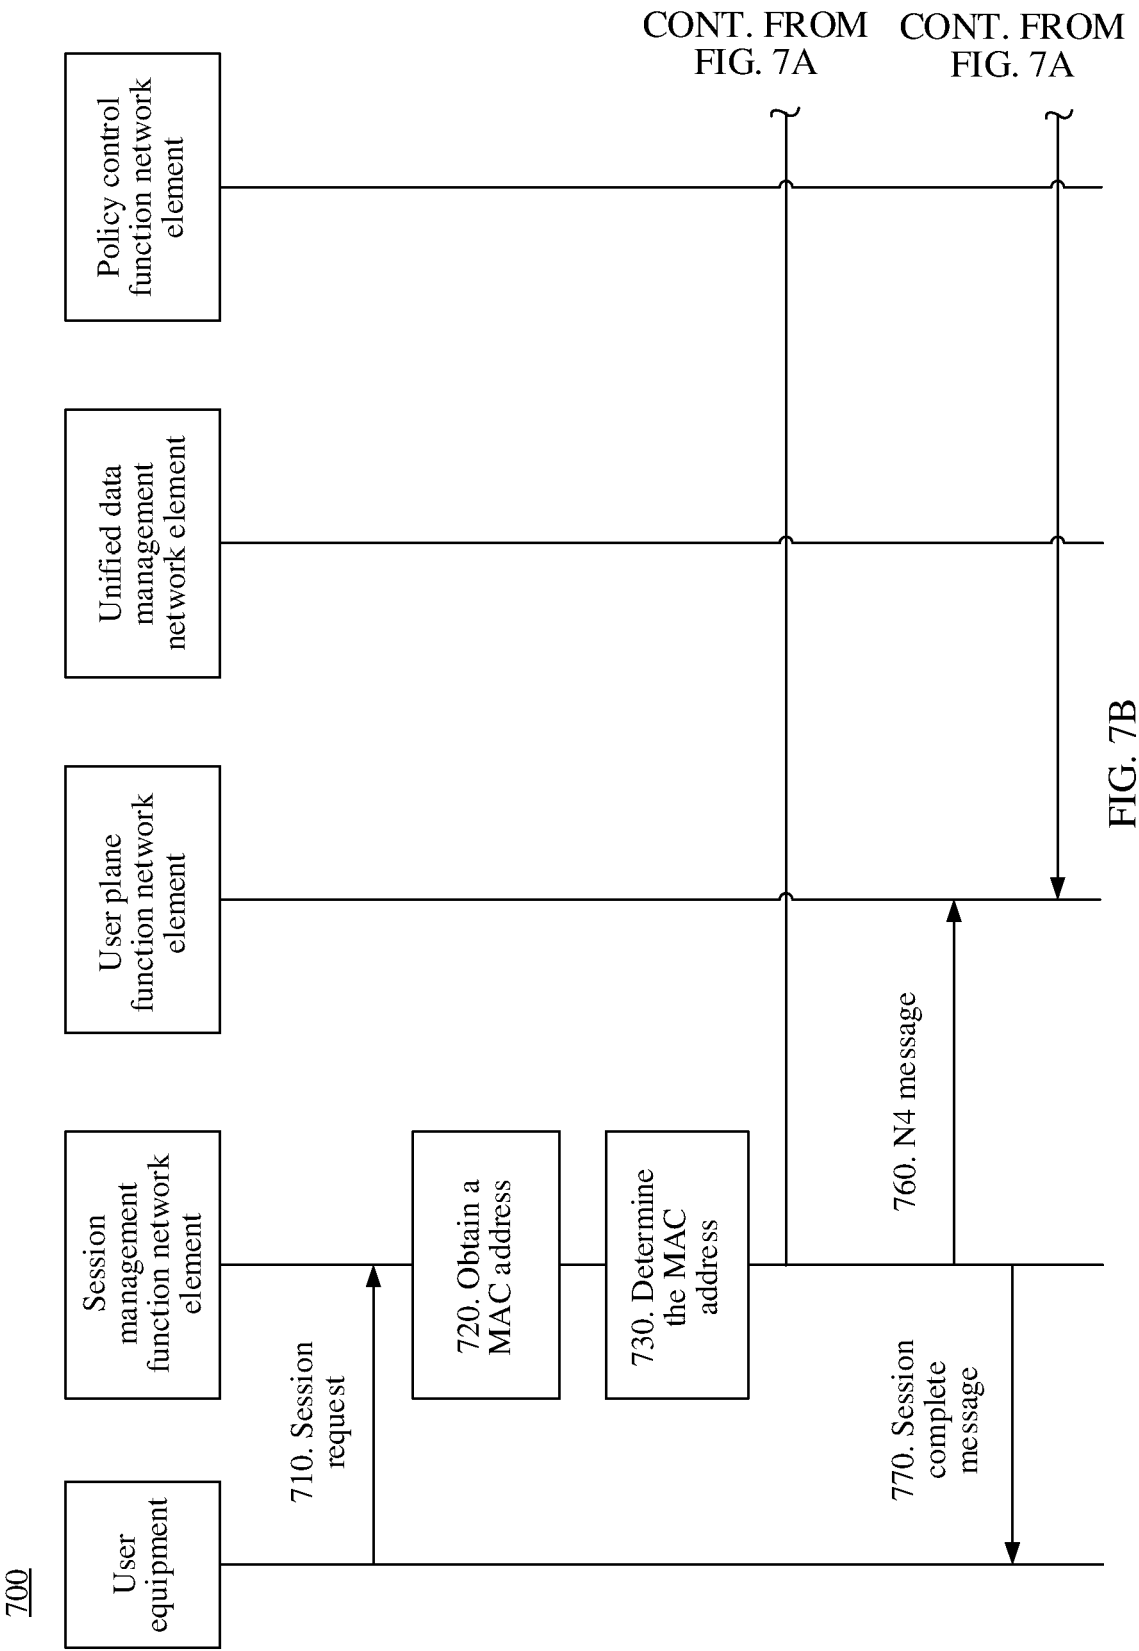 700
User
equipment
Session
management
function network
element
User plane
function network
element
Unified data
management
network element
Policy control
function network
element
710. Session
request
720. Obtain a
MAC address
730. Determine
the MAC
address
CONT. FROM
FIG. 7A
760. N4 message
770. Session
complete
message
CONT. FROM
FIG. 7A
FIG. 7B